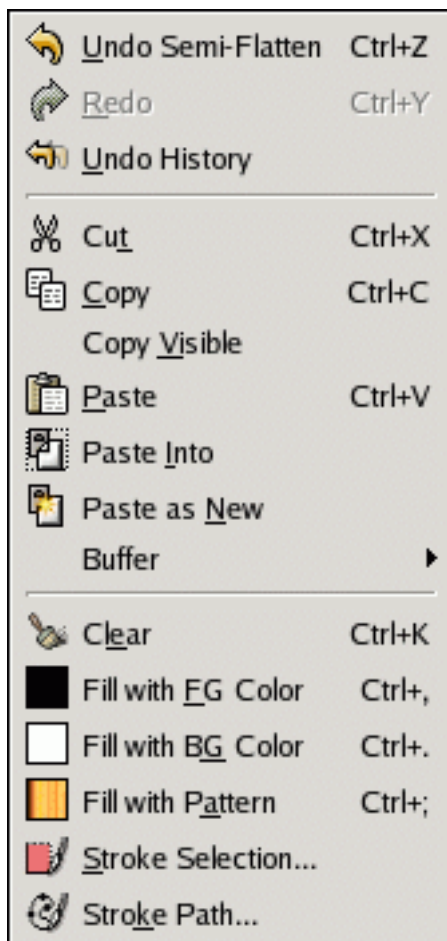 Undo Semi-Flatten Ctrl+Z
Redo Ctrl+Y
Undo History
Cut Ctrl+X
Copy Ctrl+C
Copy Visible
Paste Ctrl+V
Paste Into
Paste as New
Buffer
Clear Ctrl+K
Fill with FG Color Ctrl+,
Fill with BG Color Ctrl+.
Fill with Pattern Ctrl+;
Stroke Selection...
Stroke Path...